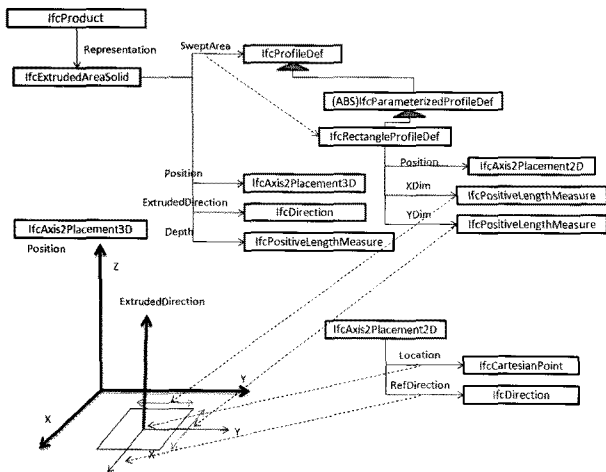 IfcProduct
Representation
IfcExtrudedAreaSolid
SweptArea
IfcProfileDef
(ABS)IfcParameterizedProfileDef
IfcRectangleProfileDef
Position
IfcAxis2Placement2D
XDim
IfcPositiveLengthMeasure
YDim
IfcPositiveLengthMeasure
Position
IfcAxis2Placement3D
ExtrudedDirection
IfcDirection
Depth
IfcPositiveLengthMeasure
IfcAxis2Placement3D
Position
Z
ExtrudedDirection
Y
X
Y
X
IfcAxis2Placement2D
Location
IfcCartesianPoint
RefDirection
IfcDirection